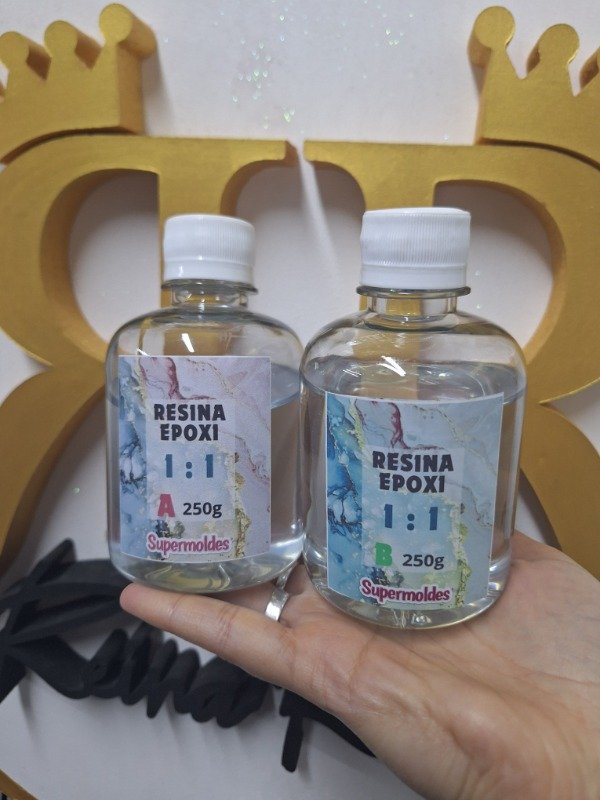 RESINA
EPOXI
1:1
A 250g
Supermoldes
RESINA
EPOXI
1:1
B 250g
Supermoldes